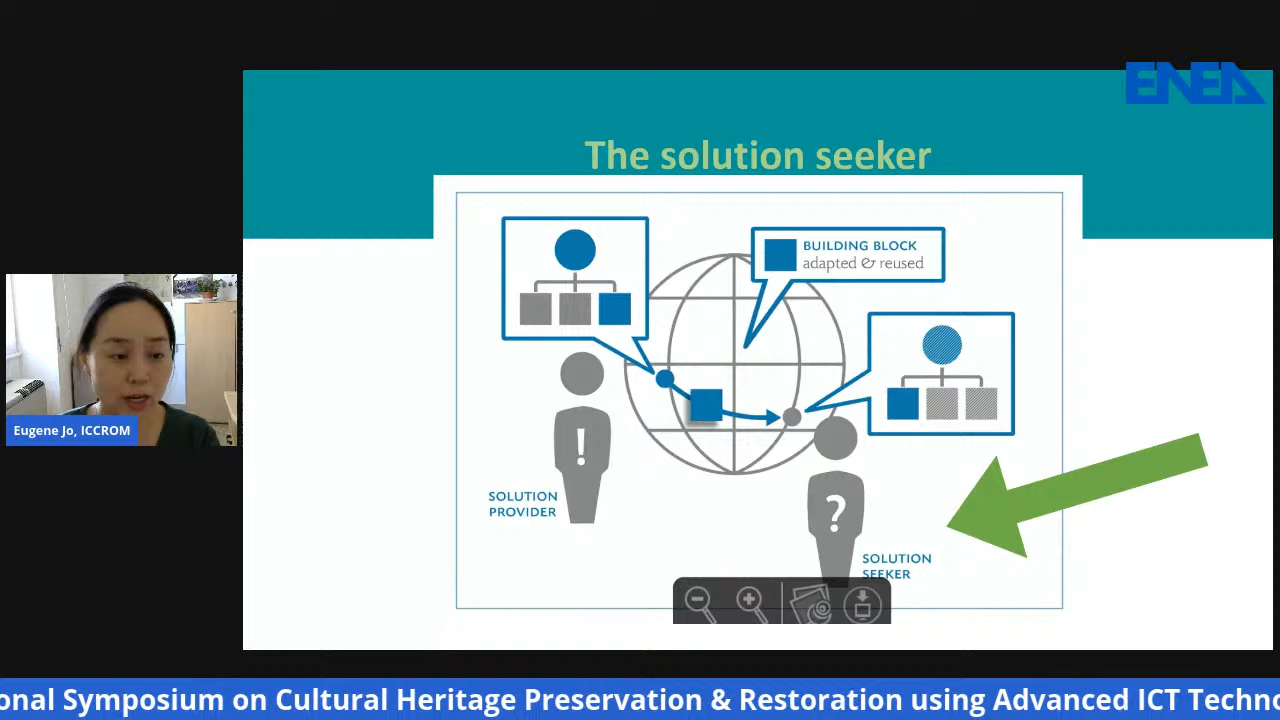 ENEA
The solution seeker
BUILDING BLOCK
adapted & reused
!
SOLUTION
PROVIDER
?
SOLUTION
SEEKER
Eugene Jo, ICCROM
onal Symposium on Cultural Heritage Preservation & Restoration using Advanced ICT Techno